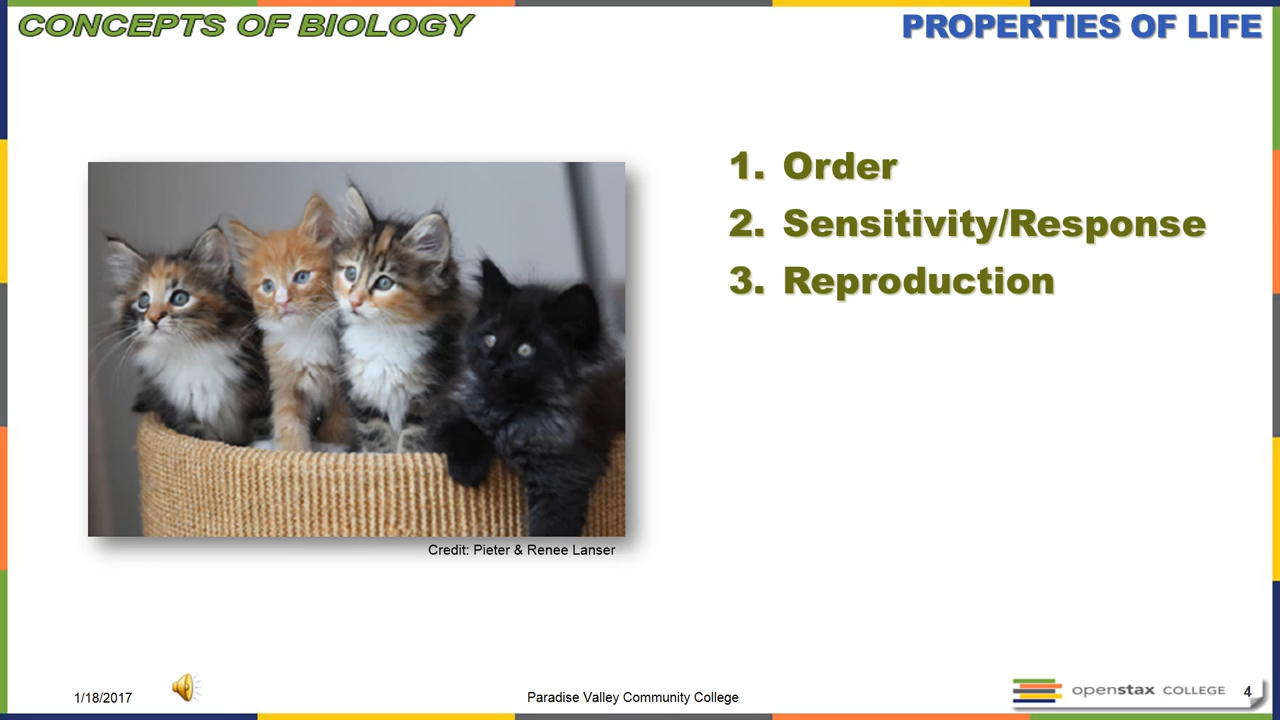 CONCEPTS OF BIOLOGY
PROPERTIES OF LIFE
1. Order
2. Sensitivity/Response
3. Reproduction
Credit: Pieter & Renee Lanser
1/18/2017
Paradise Valley Community College
openstax COLLEGE
4